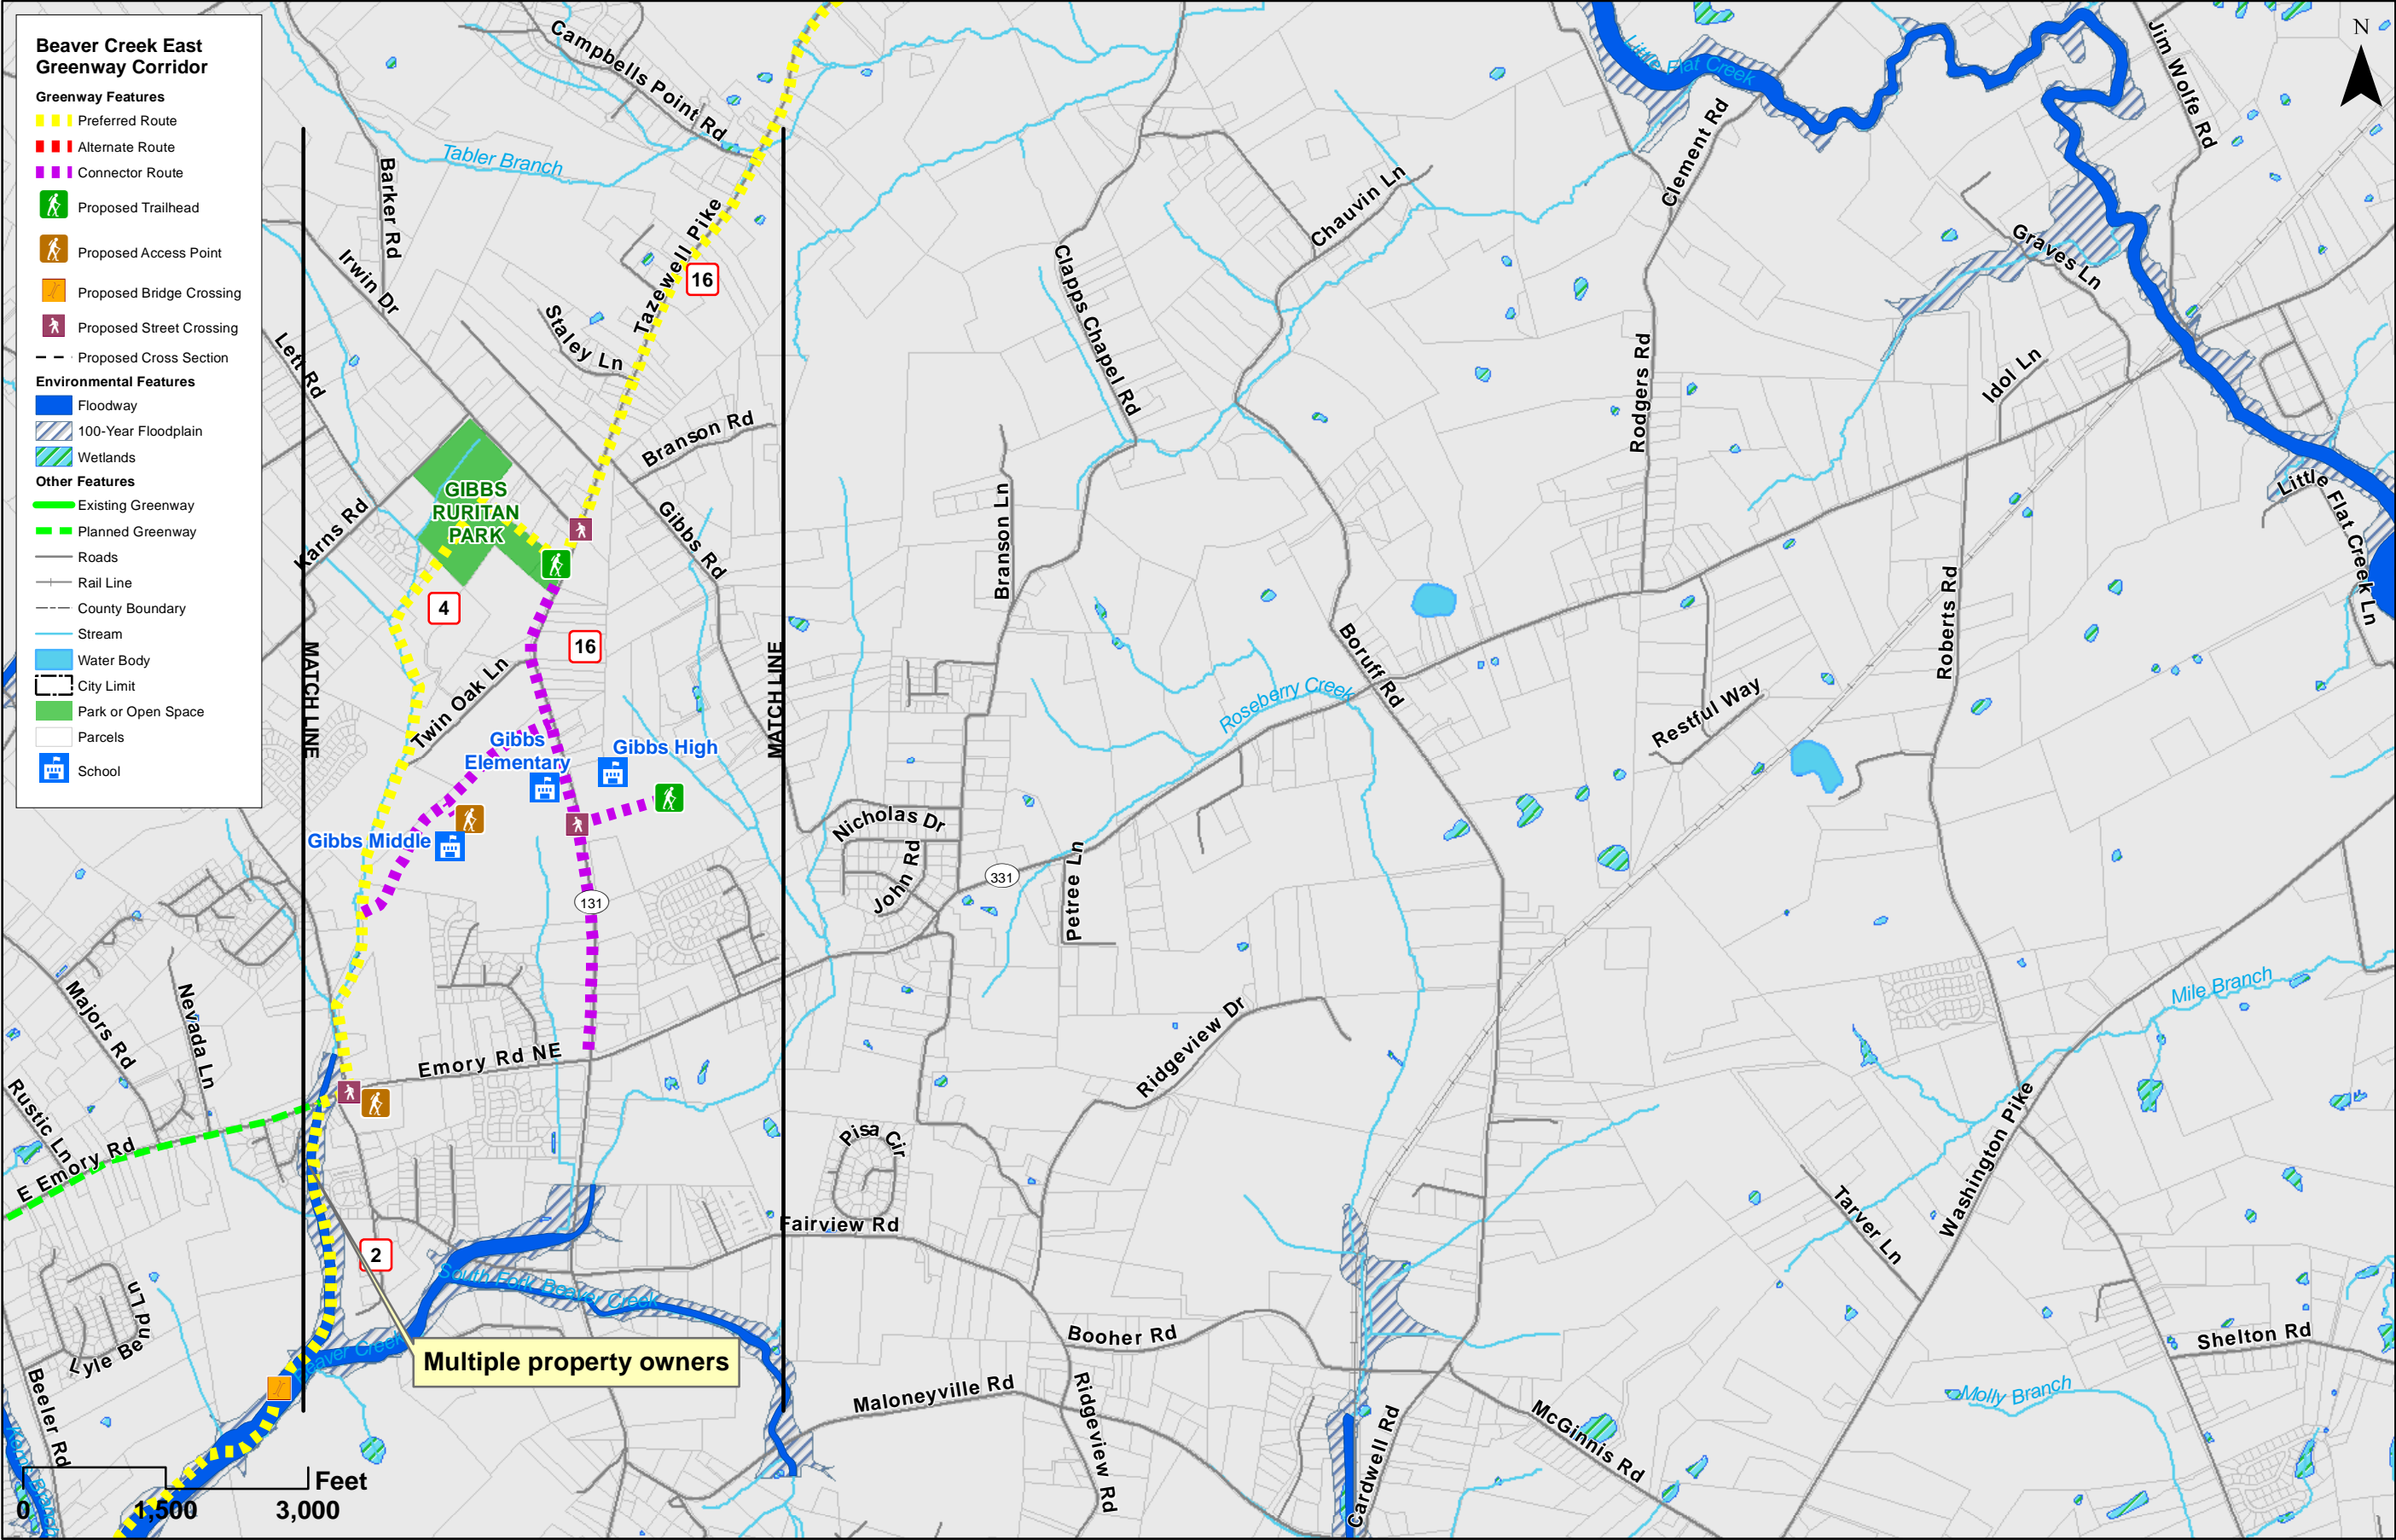 Beaver Creek East
Greenway Corridor
Greenway Features
Preferred Route
Alternate Route
Connector Route
Proposed Trailhead
Proposed Access Point
Proposed Bridge Crossing
Proposed Street Crossing
Proposed Cross Section
Environmental Features
Floodway
100-Year Floodplain
Wetlands
Other Features
Existing Greenway
Planned Greenway
Roads
Rail Line
County Boundary
Stream
Water Body
City Limit
Park or Open Space
Parcels
School
N
Campbells Point Rd
Tabler Branch
Barker Rd
Irwin Dr
Tazewell Pike
16
Staley Ln
Lett Rd
Branson Rd
GIBBS
RURITAN
PARK
Karns Rd
Gibbs Rd
4
16
MATCH LINE
MATCH LINE
Twin Oak Ln
Gibbs
Elementary
Gibbs High
Gibbs Middle
131
Majors Rd
Nevada Ln
Rustic Ln
E Emory Rd
Emory Rd NE
2
South Fork Beaver Creek
Beaver Creek
Multiple property owners
Lyle Be
nd Ln
Beeler Rd
Feet
0
1,500
3,000
Little Flat Creek
Jim Wolfe Rd
Clement Rd
Chauvin Ln
Clapps Chapel Rd
Graves Ln
Rodgers Rd
Idol Ln
Branson Ln
Little Flat Creek Ln
Boruff Rd
Roberts Rd
Roseberry Creek
Restful Way
Nicholas Dr
John Rd
331
Petree Ln
Ridgeview Dr
Mile Branch
Pisa Cir
Washington Pike
Tarver Ln
Fairview Rd
Booher Rd
Shelton Rd
Maloneyville Rd
Ridgeview Rd
Molly Branch
McGinnis Rd
Cardwell Rd